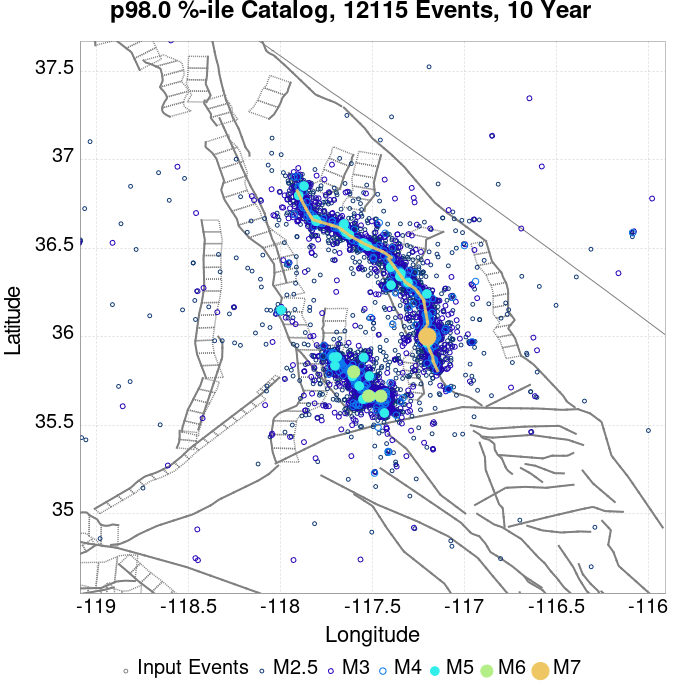 p98.0 %-ile Catalog, 12115 Events, 10 Year
37.5
37
36.5
36
35.5
35
Latitude
-119 -118.5 -118 -117.5 -117 -116.5 -116
Longitude
Input Events M2.5 M3 M4 M5 M6 M7